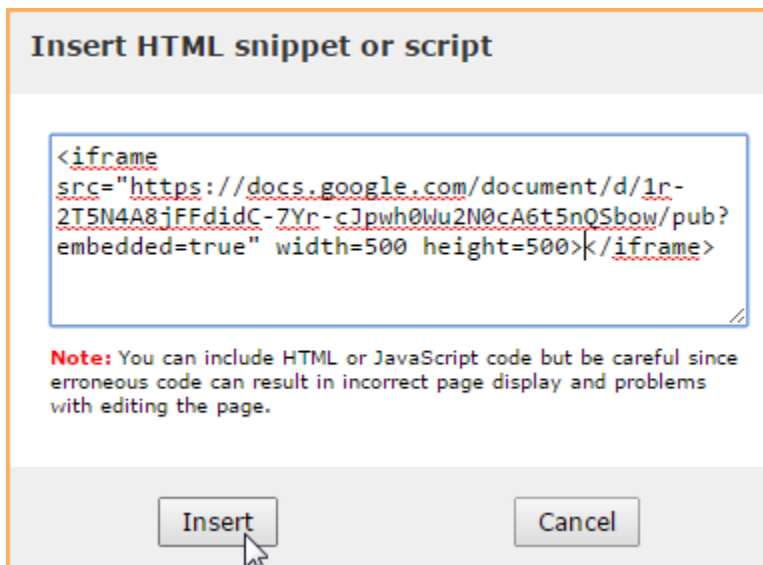 Insert HTML snippet or script
<iframe
src="https://docs.google.com/document/d/1r-
2T5N4A8jFFdidC-7Yr-cJpwh0Wu2N0cA6t5nQSbow/pub?
embedded=true" width=500 height=500></iframe>
Note: You can include HTML or JavaScript code but be careful since
erroneous code can result in incorrect page display and problems
with editing the page.
Insert Cancel